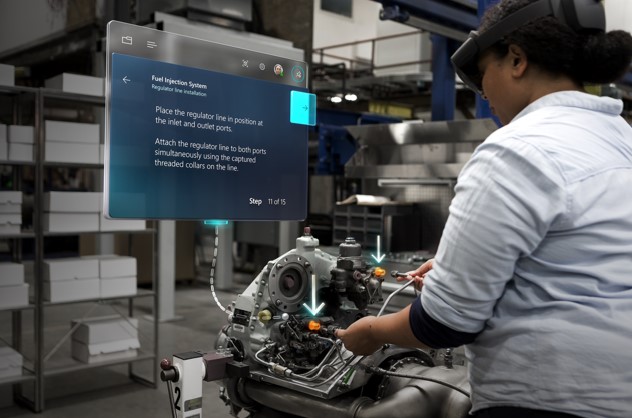 Fuel Injection System
Regulator line installation
Place the regulator line in position at
the inlet and outlet ports.
Attach the regulator line to both ports
simultaneously using the captured
threaded collars on the line.
Step 11 of 15
2